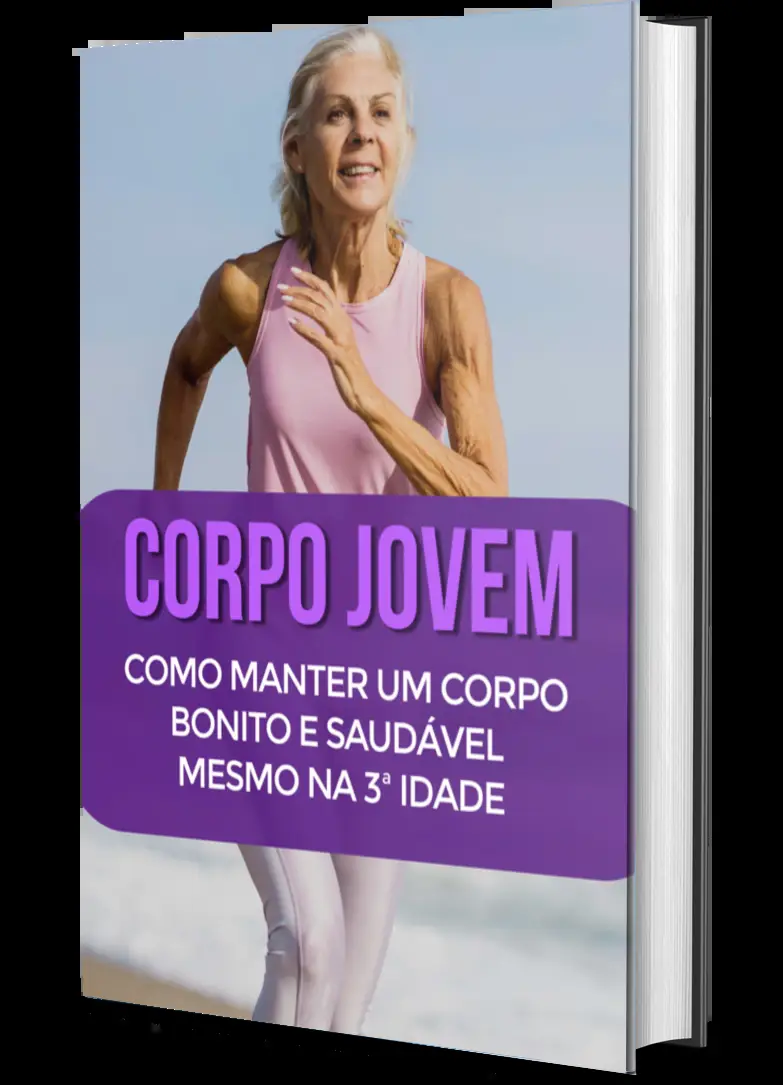 CORPO JOVEM
COMO MANTER UM CORPO
BONITO E SAUDÁVEL
MESMO NA 3ª IDADE